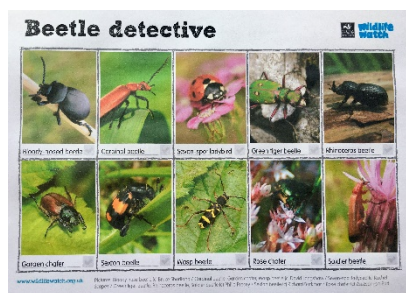 Beetle detective
wildlife
watch
Bloody-nosed beetle
Cardinal beetle
Seven spot ladybird
Green tiger beetle
Rhinoceros beetle
Garden chafer
Sexton beetle
Wasp beetle
Rose chafer
Soldier beetle
www.wildlifewatch.org.uk